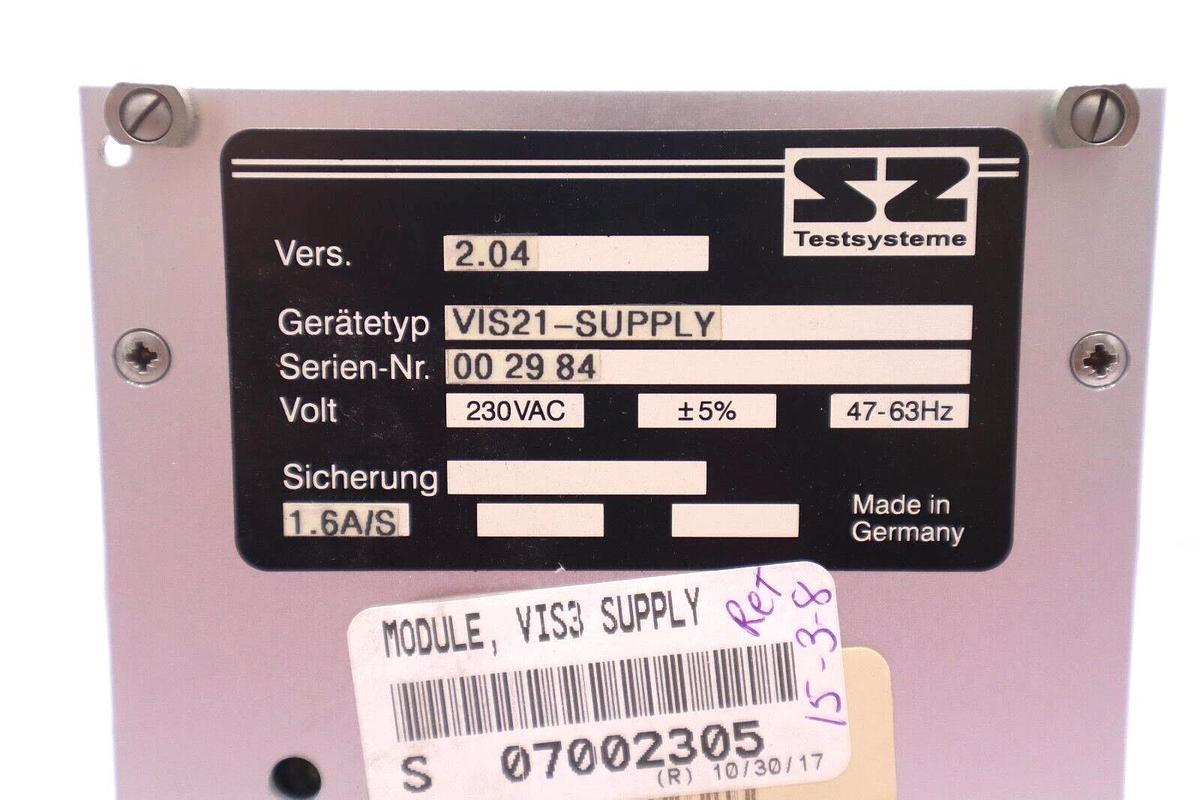 SZ
Testsysteme
Vers. 2.04
Gerätetyp VIS21-SUPPLY
Serien-Nr. 00 29 84
Volt 230VAC ±5% 47-63Hz
Sicherung
1.6A/S
Made in
Germany
MODULE, VIS3 SUPPLY
Ret
15-3-8
S 07002305
(R) 10/30/17